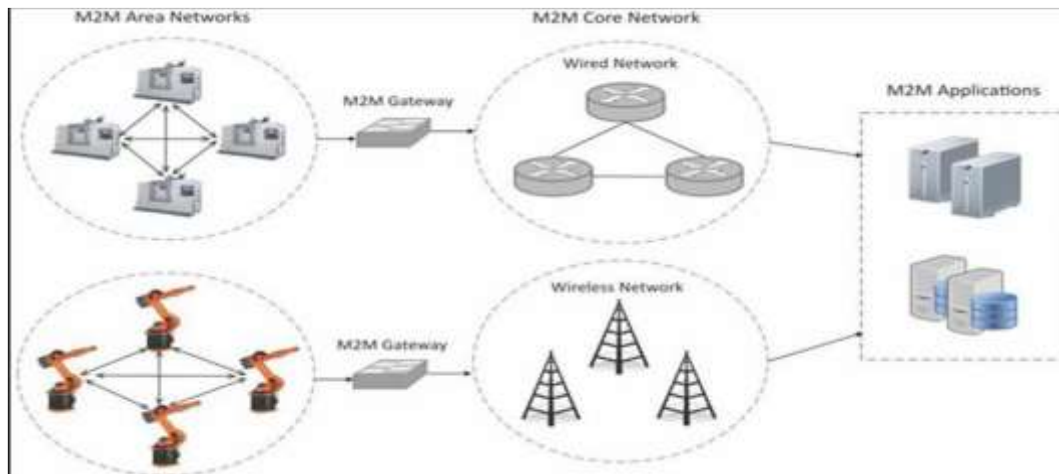 M2M Area Networks
M2M Core Network
Wired Network
M2M Gateway
M2M Applications
Wireless Network
M2M Gateway